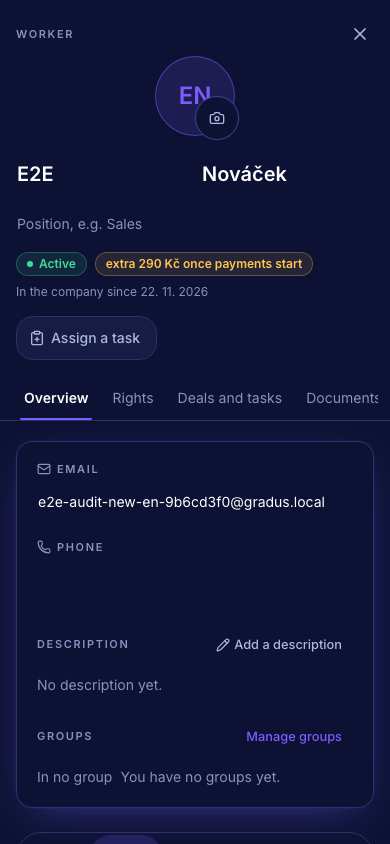 WORKER
EN
E2E Nováček
Position, e.g. Sales
Active extra 290 Kč once payments start
In the company since 22. 11. 2026
Assign a task
Overview Rights Deals and tasks Documents
EMAIL
e2e-audit-new-en-9b6cd3f0@gradus.local
PHONE
DESCRIPTION Add a description
No description yet.
GROUPS Manage groups
In no group You have no groups yet.